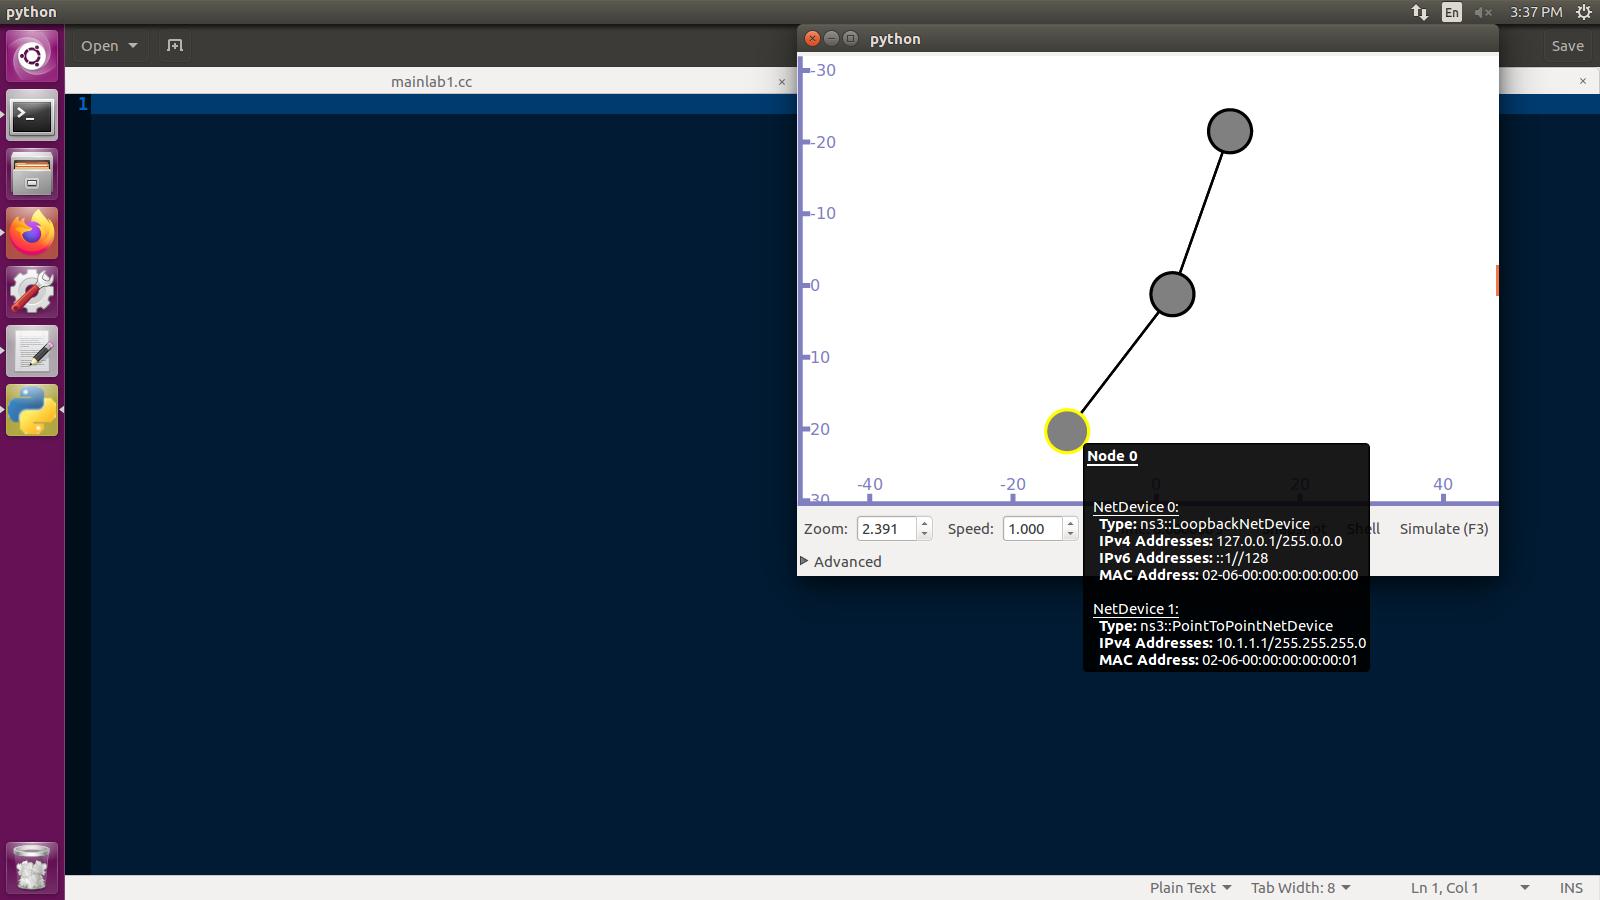 python
En
3:37 PM
Open
Save
mainlab1.cc
×
×
1
python
-30
-20
-10
0
10
20
30
-40
-20
0
20
40
Zoom:
2.391
Speed:
1.000
Shell
Simulate (F3)
Advanced
Node 0
NetDevice 0:
Type: ns3::LoopbackNetDevice
IPv4 Addresses: 127.0.0.1/255.0.0.0
IPv6 Addresses: ::1//128
MAC Address: 02-06-00:00:00:00:00:00
NetDevice 1:
Type: ns3::PointToPointNetDevice
IPv4 Addresses: 10.1.1.1/255.255.255.0
MAC Address: 02-06-00:00:00:00:00:01
Plain Text
Tab Width: 8
Ln 1, Col 1
INS